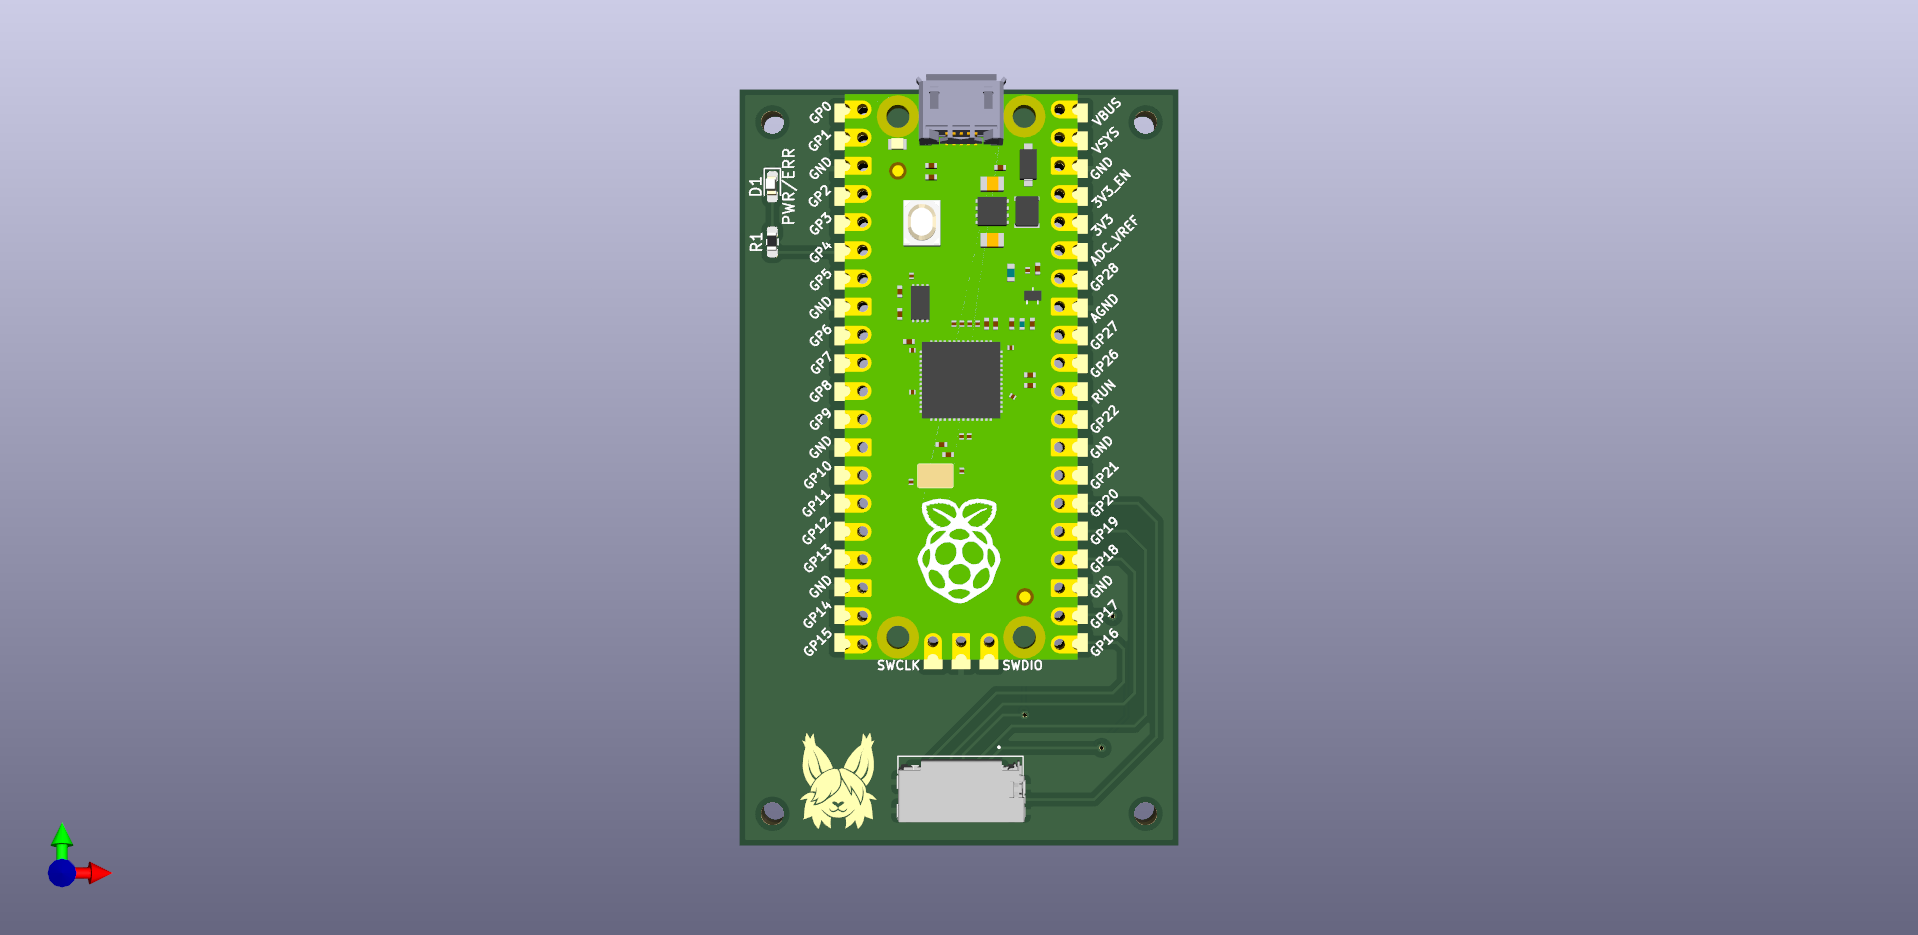 GP0
GP1
GND
GP2
GP3
GP4
GP5
GND
GP6
GP7
GP8
GP9
GND
GP10
GP11
GP12
GP13
GND
GP14
GP15
VBUS
VSYS
GND
3V3_EN
3V3
ADC_VREF
GP28
AGND
GP27
GP26
RUN
GP22
GND
GP21
GP20
GP19
GP18
GND
GP17
GP16
D1
PWR/ERR
R1
SWCLK
SWDIO